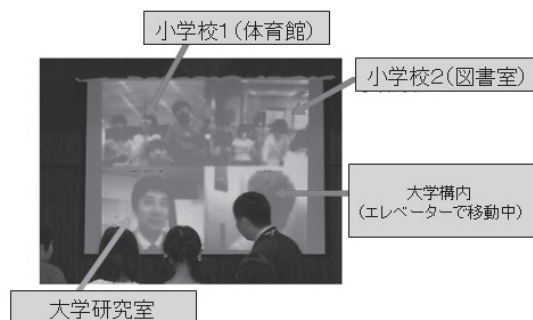 小学校1(体育館)
小学校2(図書室)
大学構内
(エレベーターで移動中)
大学研究室